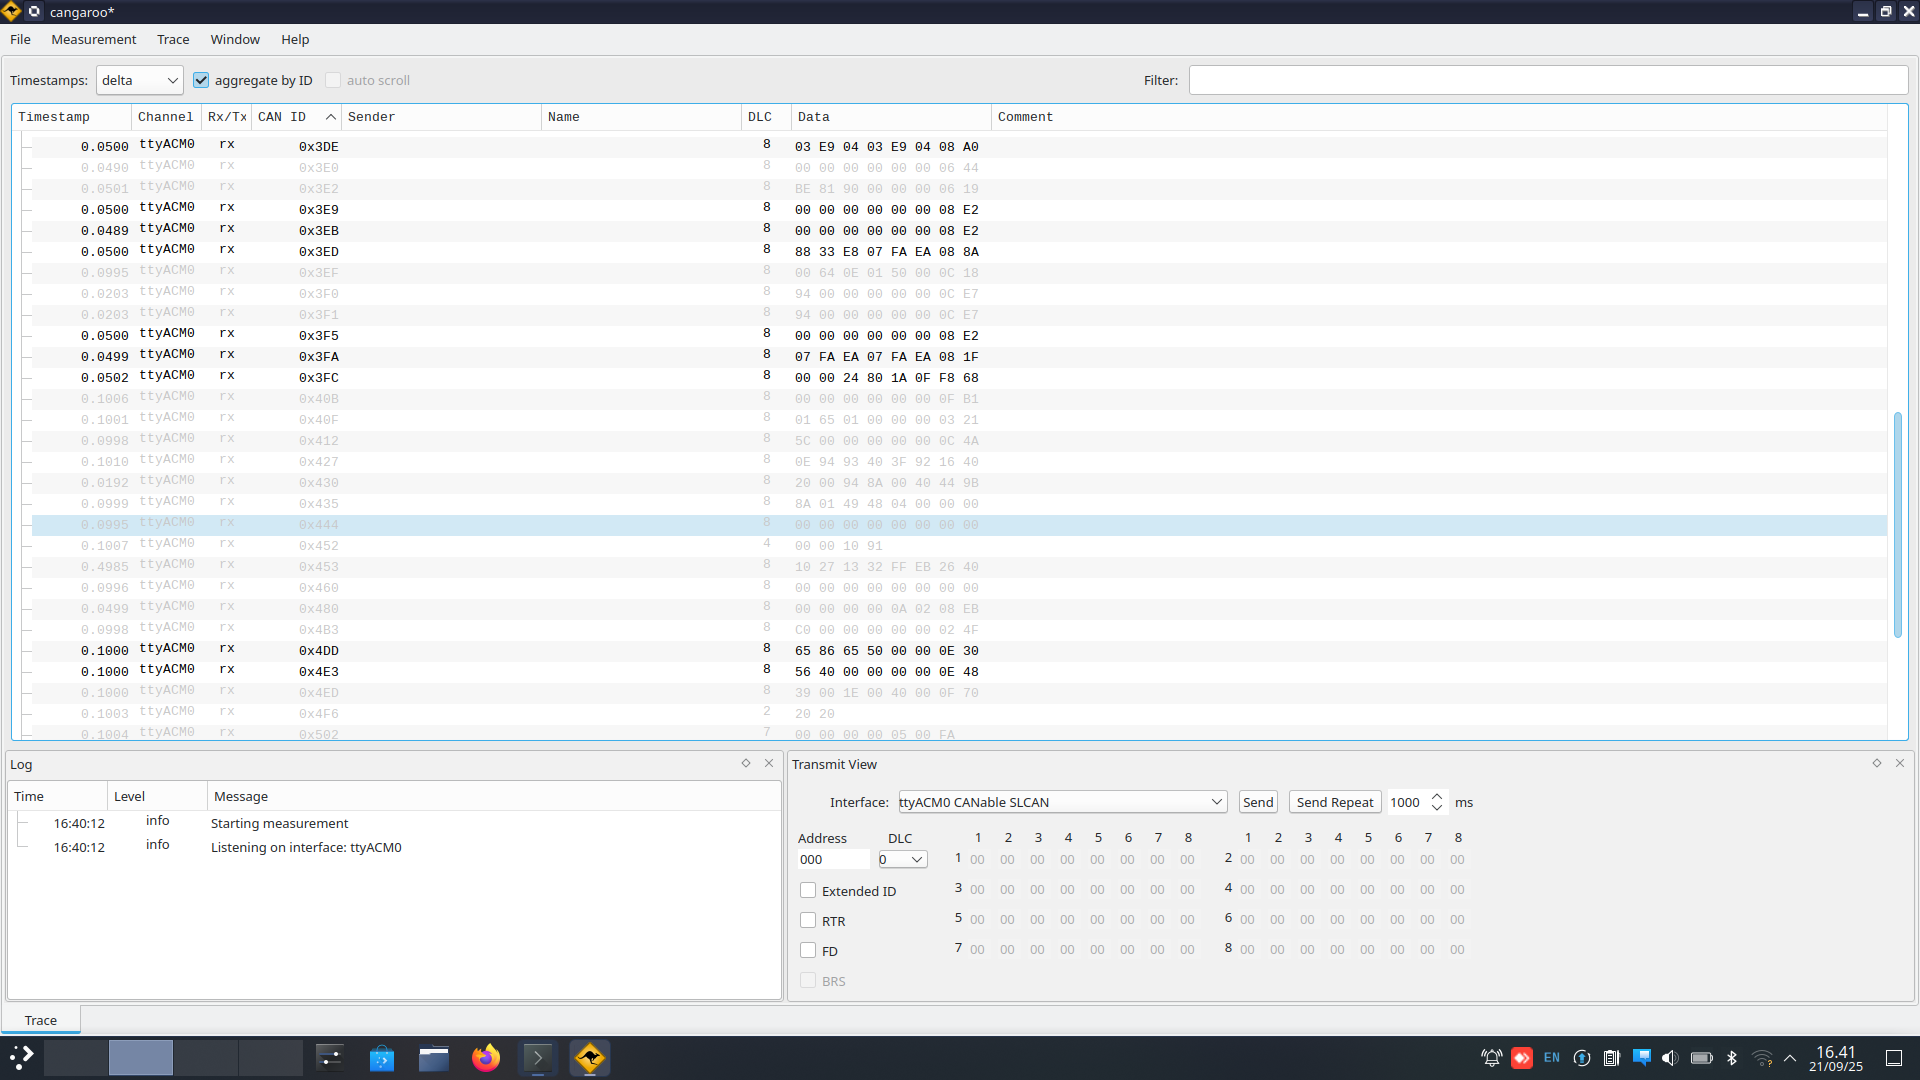 cangaroo*
File Measurement Trace Window Help
Timestamps: delta aggregate by ID auto scroll Filter:
Timestamp Channel Rx/Tx CAN ID Sender Name DLC Data Comment
0.0500 ttyACM0 rx 0x3DE 8 03 E9 04 03 E9 04 08 A0
0.0490 ttyACM0 rx 0x3E0 8 00 00 00 00 00 00 06 44
0.0501 ttyACM0 rx 0x3E2 8 BE 81 90 00 00 00 06 19
0.0500 ttyACM0 rx 0x3E9 8 00 00 00 00 00 00 08 E2
0.0489 ttyACM0 rx 0x3EB 8 00 00 00 00 00 00 08 E2
0.0500 ttyACM0 rx 0x3ED 8 88 33 E8 07 FA EA 08 8A
0.0995 ttyACM0 rx 0x3EF 8 00 64 0E 01 50 00 0C 18
0.0203 ttyACM0 rx 0x3F0 8 94 00 00 00 00 00 0C E7
0.0203 ttyACM0 rx 0x3F1 8 94 00 00 00 00 00 0C E7
0.0500 ttyACM0 rx 0x3F5 8 00 00 00 00 00 00 08 E2
0.0499 ttyACM0 rx 0x3FA 8 07 FA EA 07 FA EA 08 1F
0.0502 ttyACM0 rx 0x3FC 8 00 00 24 80 1A 0F F8 68
0.1006 ttyACM0 rx 0x40B 8 00 00 00 00 00 00 0F B1
0.1001 ttyACM0 rx 0x40F 8 01 65 01 00 00 00 03 21
0.0998 ttyACM0 rx 0x412 8 5C 00 00 00 00 00 0C 4A
0.1010 ttyACM0 rx 0x427 8 0E 94 93 40 3F 92 16 40
0.0192 ttyACM0 rx 0x430 8 20 00 94 8A 00 40 44 9B
0.0999 ttyACM0 rx 0x435 8 8A 01 49 48 04 00 00 00
0.0995 ttyACM0 rx 0x444 8 00 00 00 00 00 00 00 00
0.1007 ttyACM0 rx 0x452 4 00 00 10 91
0.4985 ttyACM0 rx 0x453 8 10 27 13 32 FF EB 26 40
0.0996 ttyACM0 rx 0x460 8 00 00 00 00 00 00 00 00
0.0499 ttyACM0 rx 0x480 8 00 00 00 00 0A 02 08 EB
0.0998 ttyACM0 rx 0x4B3 8 C0 00 00 00 00 00 02 4F
0.1000 ttyACM0 rx 0x4DD 8 65 86 65 50 00 00 0E 30
0.1000 ttyACM0 rx 0x4E3 8 56 40 00 00 00 00 0E 48
0.1000 ttyACM0 rx 0x4ED 8 39 00 1E 00 40 00 0F 70
0.1003 ttyACM0 rx 0x4F6 2 20 20
0.1004 ttyACM0 rx 0x502 7 00 00 00 00 05 00 FA
Log
Time Level Message
16:40:12 info Starting measurement
16:40:12 info Listening on interface: ttyACM0
Transmit View
Interface: ttyACM0 CANable SLCAN Send Send Repeat 1000 ms
Address DLC 1 2 3 4 5 6 7 8 1 2 3 4 5 6 7 8
000 0 1 00 00 00 00 00 00 00 00 2 00 00 00 00 00 00 00 00
Extended ID 3 00 00 00 00 00 00 00 00 4 00 00 00 00 00 00 00 00
RTR 5 00 00 00 00 00 00 00 00 6 00 00 00 00 00 00 00 00
FD 7 00 00 00 00 00 00 00 00 8 00 00 00 00 00 00 00 00
BRS
Trace
EN 16.41
21/09/25